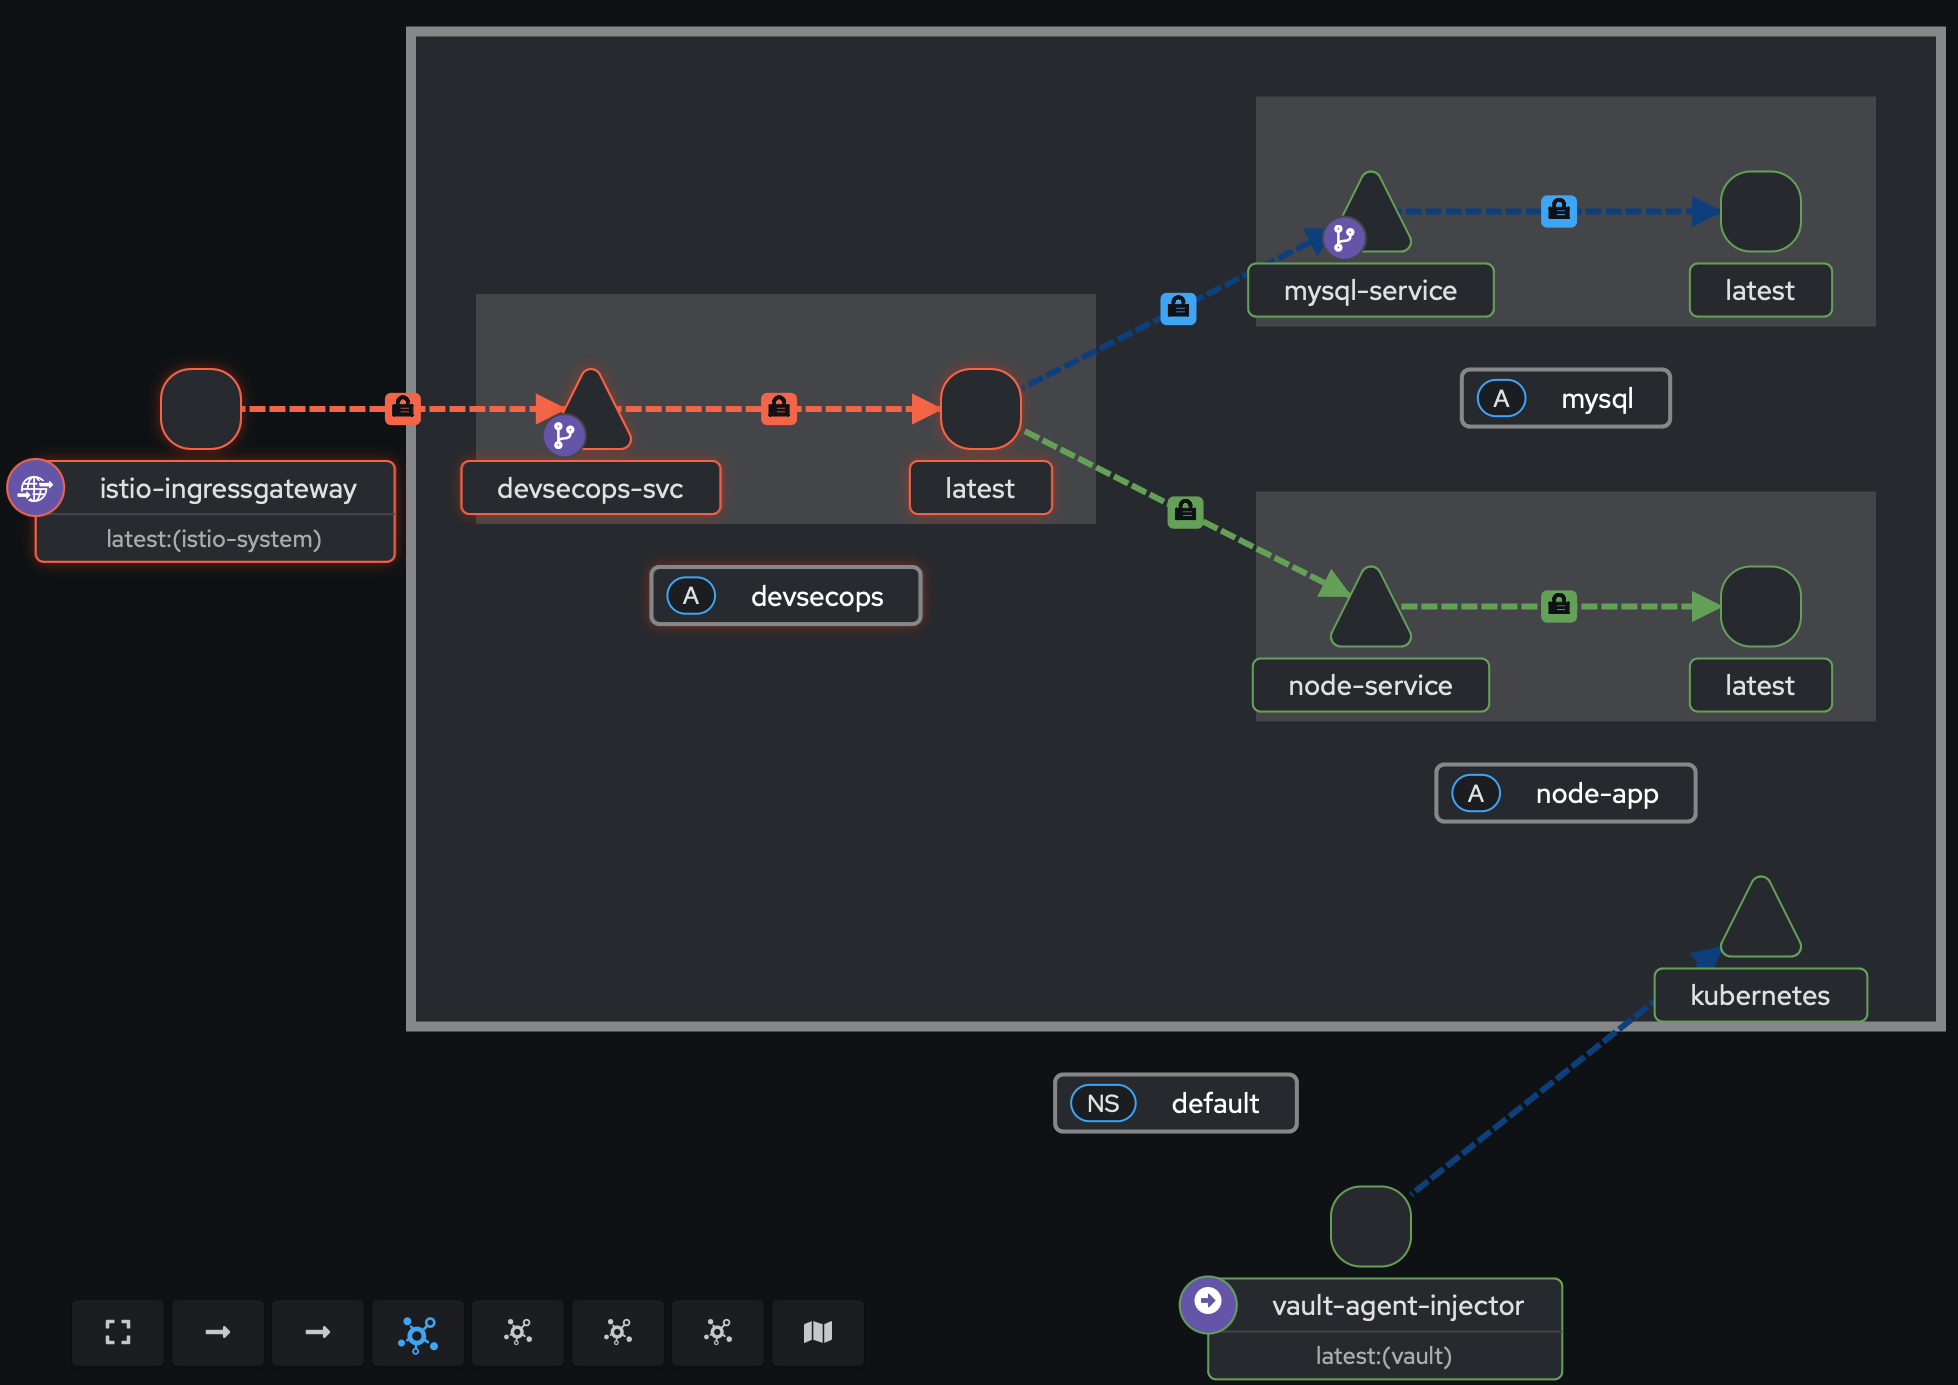 mysql-service
latest
A mysql
istio-ingressgateway
latest:(istio-system)
devsecops-svc
latest
A devsecops
node-service
latest
A node-app
kubernetes
NS default
vault-agent-injector
latest:(vault)